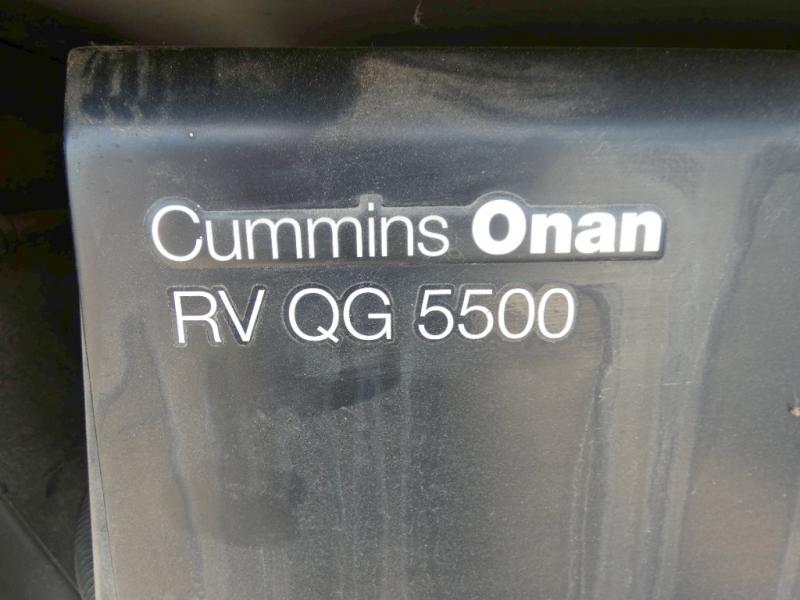 Cummins Onan
RV QG 5500